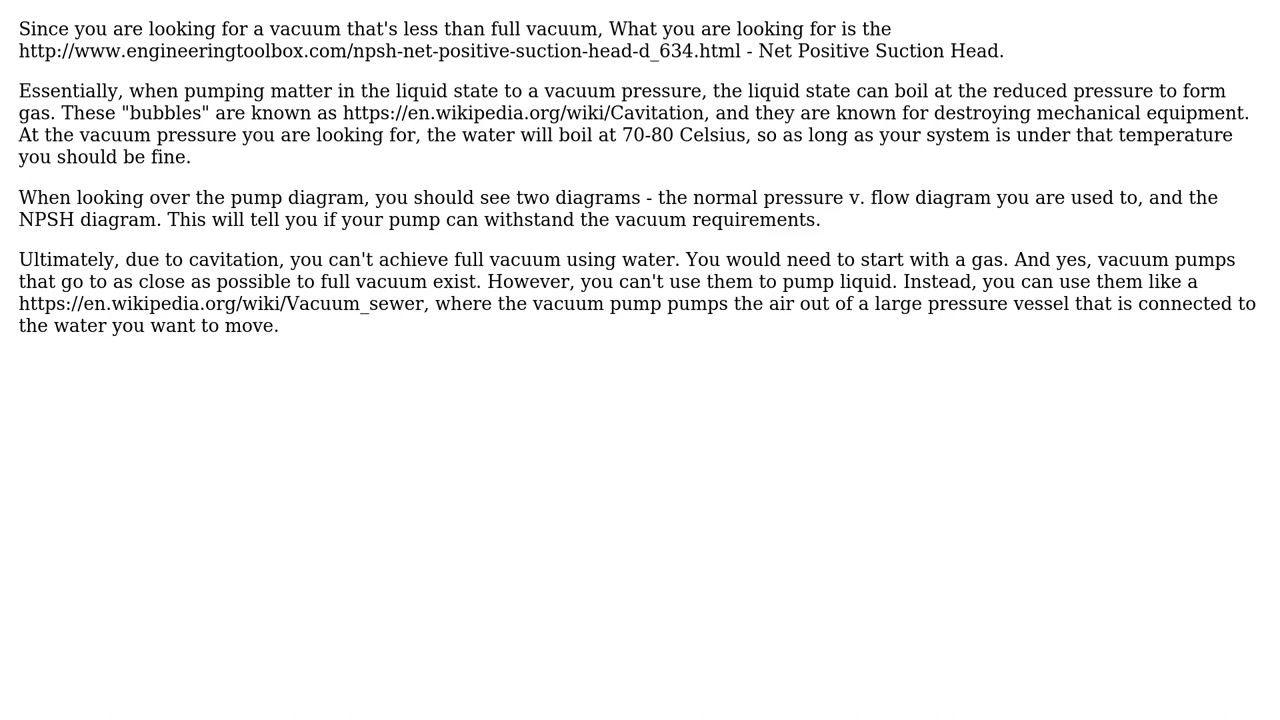 Since you are looking for a vacuum that's less than full vacuum, What you are looking for is the
http://www.engineeringtoolbox.com/npsh-net-positive-suction-head-d_634.html - Net Positive Suction Head.
Essentially, when pumping matter in the liquid state to a vacuum pressure, the liquid state can boil at the reduced pressure to form
gas. These "bubbles" are known as https://en.wikipedia.org/wiki/Cavitation, and they are known for destroying mechanical equipment.
At the vacuum pressure you are looking for, the water will boil at 70-80 Celsius, so as long as your system is under that temperature
you should be fine.
When looking over the pump diagram, you should see two diagrams - the normal pressure v. flow diagram you are used to, and the
NPSH diagram. This will tell you if your pump can withstand the vacuum requirements.
Ultimately, due to cavitation, you can't achieve full vacuum using water. You would need to start with a gas. And yes, vacuum pumps
that go to as close as possible to full vacuum exist. However, you can't use them to pump liquid. Instead, you can use them like a
https://en.wikipedia.org/wiki/Vacuum_sewer, where the vacuum pump pumps the air out of a large pressure vessel that is connected to
the water you want to move.